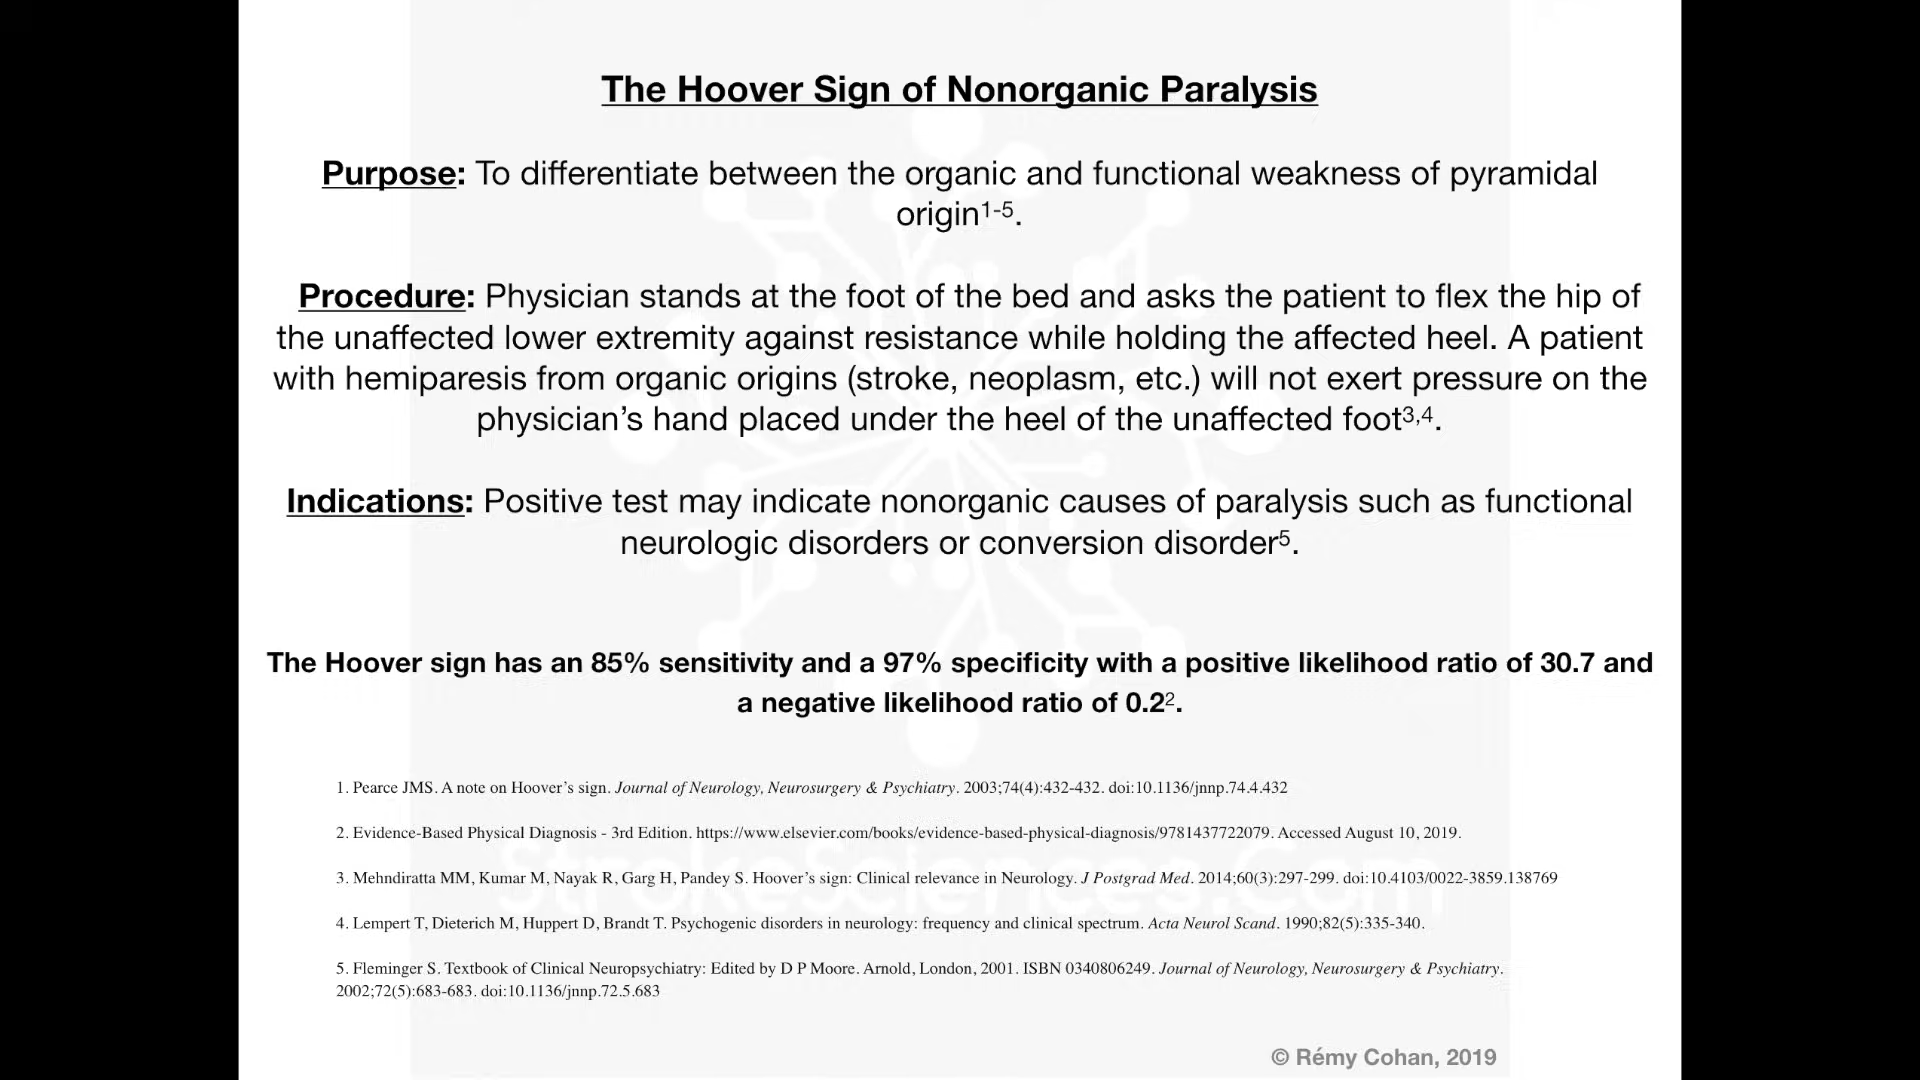 The Hoover Sign of Nonorganic Paralysis
Purpose: To differentiate between the organic and functional weakness of pyramidal
origin1-5.
Procedure: Physician stands at the foot of the bed and asks the patient to flex the hip of
the unaffected lower extremity against resistance while holding the affected heel. A patient
with hemiparesis from organic origins (stroke, neoplasm, etc.) will not exert pressure on the
physician’s hand placed under the heel of the unaffected foot3,4.
Indications: Positive test may indicate nonorganic causes of paralysis such as functional
neurologic disorders or conversion disorder5.
The Hoover sign has an 85% sensitivity and a 97% specificity with a positive likelihood ratio of 30.7 and
a negative likelihood ratio of 0.22.
1. Pearce JMS. A note on Hoover’s sign. Journal of Neurology, Neurosurgery & Psychiatry. 2003;74(4):432-432. doi:10.1136/jnnp.74.4.432
2. Evidence-Based Physical Diagnosis - 3rd Edition. https://www.elsevier.com/books/evidence-based-physical-diagnosis/9781437722079. Accessed August 10, 2019.
StrokeSciences.Com
3. Mehndiratta MM, Kumar M, Nayak R, Garg H, Pandey S. Hoover’s sign: Clinical relevance in Neurology. J Postgrad Med. 2014;60(3):297-299. doi:10.4103/0022-3859.138769
4. Lempert T, Dieterich M, Huppert D, Brandt T. Psychogenic disorders in neurology: frequency and clinical spectrum. Acta Neurol Scand. 1990;82(5):335-340.
5. Fleminger S. Textbook of Clinical Neuropsychiatry: Edited by D P Moore. Arnold, London, 2001. ISBN 0340806249. Journal of Neurology, Neurosurgery & Psychiatry.
2002;72(5):683-683. doi:10.1136/jnnp.72.5.683
© Rémy Cohan, 2019